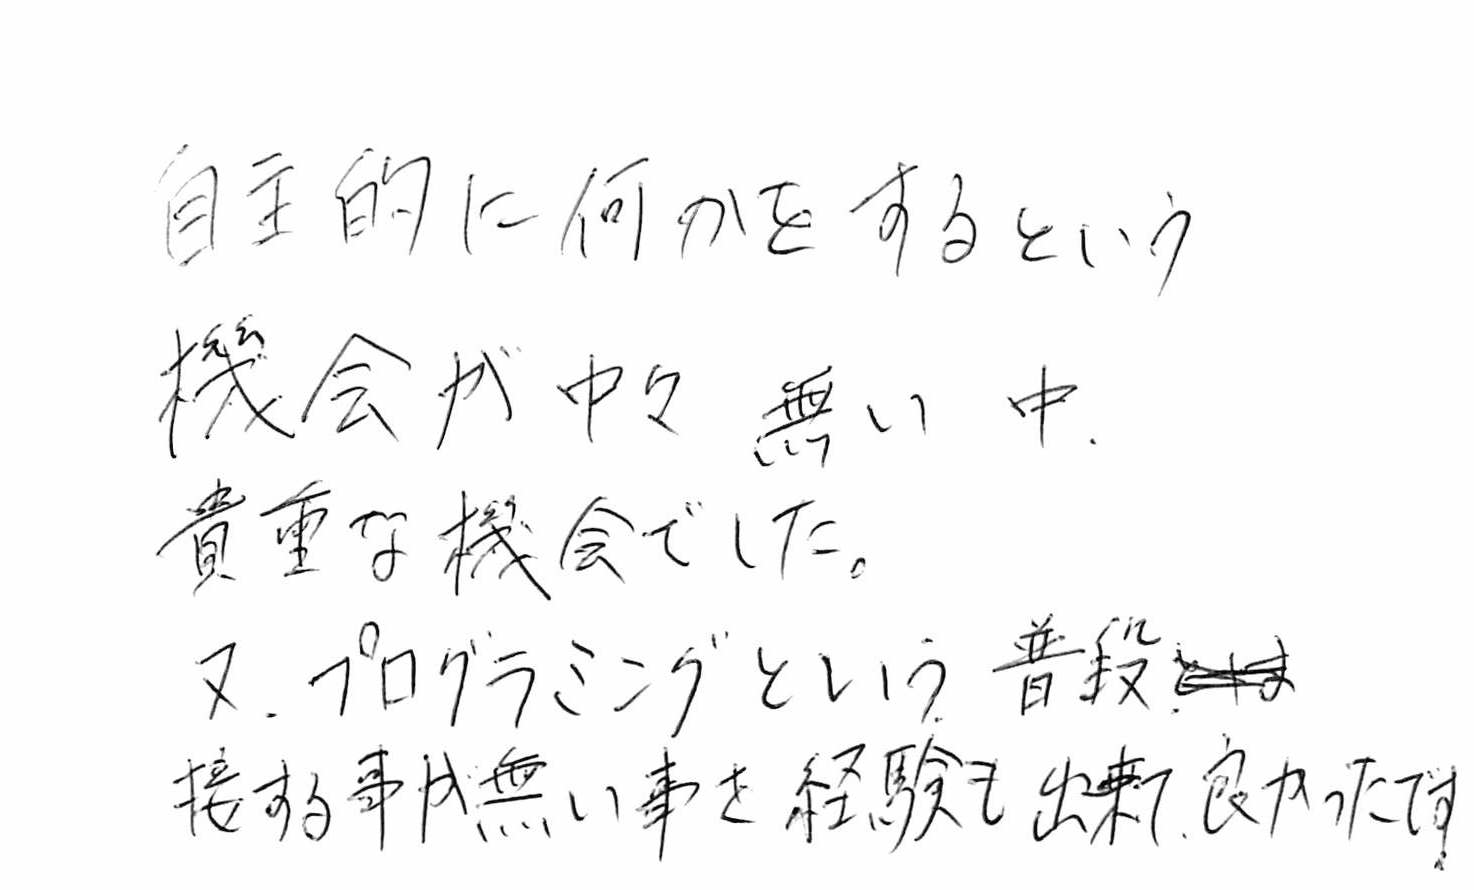 自主的に何かをするという
機会が中々無い中、
貴重な機会でした。
又、プログラミングという、普段
接する事が無い事を経験も出来て、良かったです。